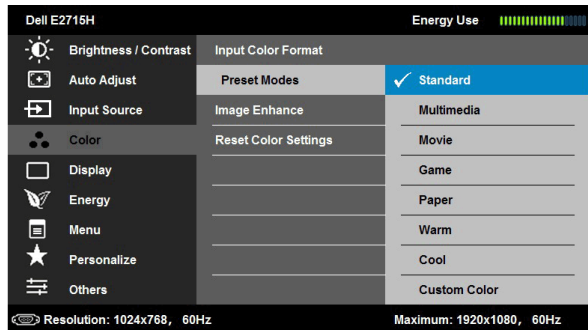 Dell E2715H Energy Use
Brightness / Contrast Input Color Format
Auto Adjust Preset Modes Standard
Input Source Image Enhance Multimedia
Color Reset Color Settings Movie
Display Game
Energy Paper
Menu Warm
Personalize Cool
Others Custom Color
Resolution: 1024x768, 60Hz Maximum: 1920x1080, 60Hz